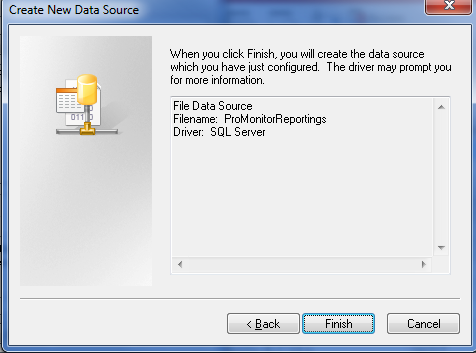 Create New Data Source
When you click Finish, you will create the data source
which you have just configured.  The driver may prompt you
for more information.
File Data Source
Filename:  ProMonitorReportings
Driver:  SQL Server
< Back
Finish
Cancel